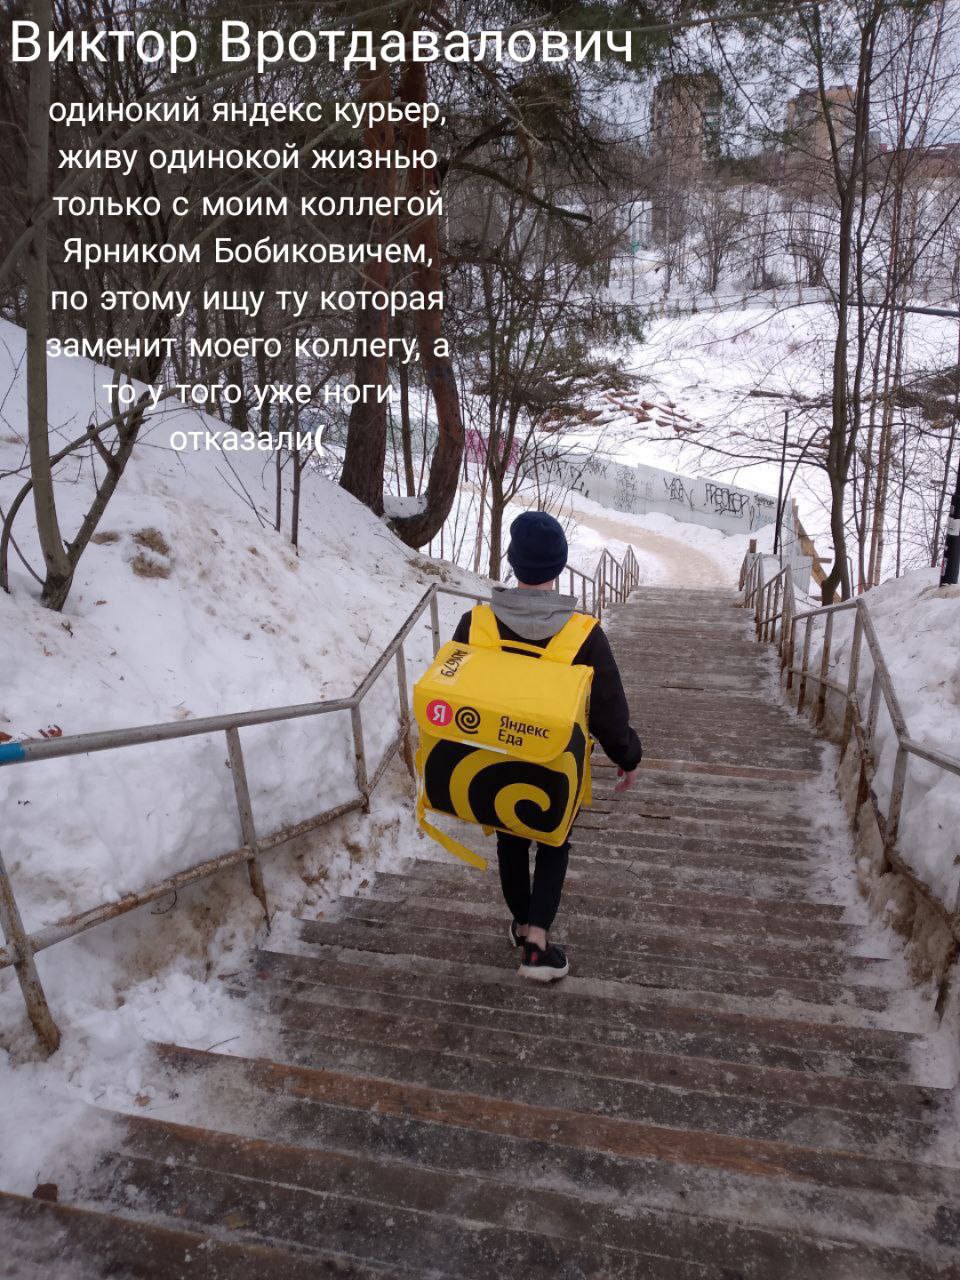 Виктор Вротдавалович
одинокий яндекс курьер,
живу одинокой жизнью
только с моим коллегой
Ярником Бобиковичем,
по этому ищу ту которая
заменит моего коллегу, а
то у того уже ноги
отказали(
Я
Яндекс
Еда